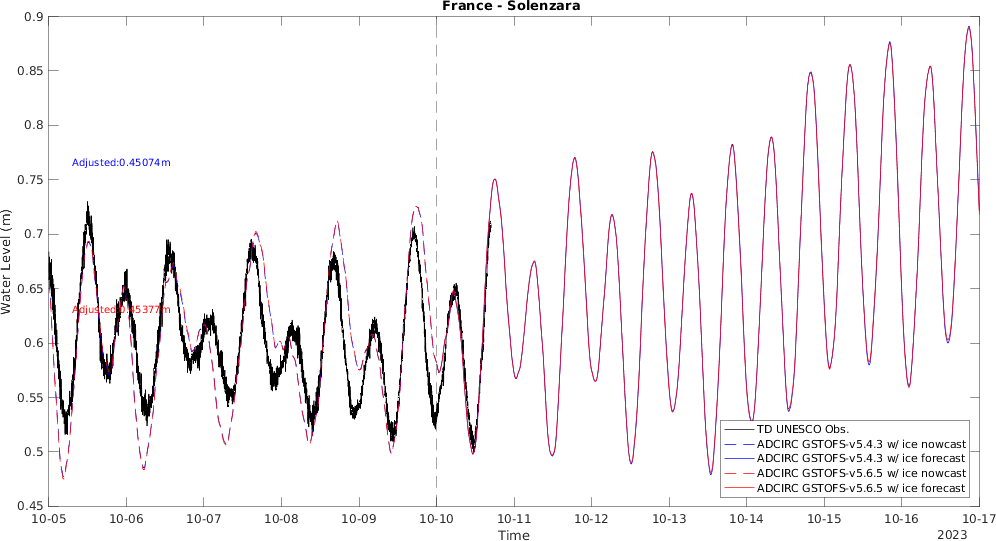 France - Solenzara
0.9
0.85
0.8
0.75
0.7
0.65
0.6
0.55
0.5
0.45
Water Level (m)
Adjusted:0.45074m
Adjusted:0.45377m
TD UNESCO Obs.
ADCIRC GSTOFS-v5.4.3 w/ ice nowcast
ADCIRC GSTOFS-v5.4.3 w/ ice forecast
ADCIRC GSTOFS-v5.6.5 w/ ice nowcast
ADCIRC GSTOFS-v5.6.5 w/ ice forecast
10-05 10-06 10-07 10-08 10-09 10-10 10-11 10-12 10-13 10-14 10-15 10-16 10-17
Time
2023